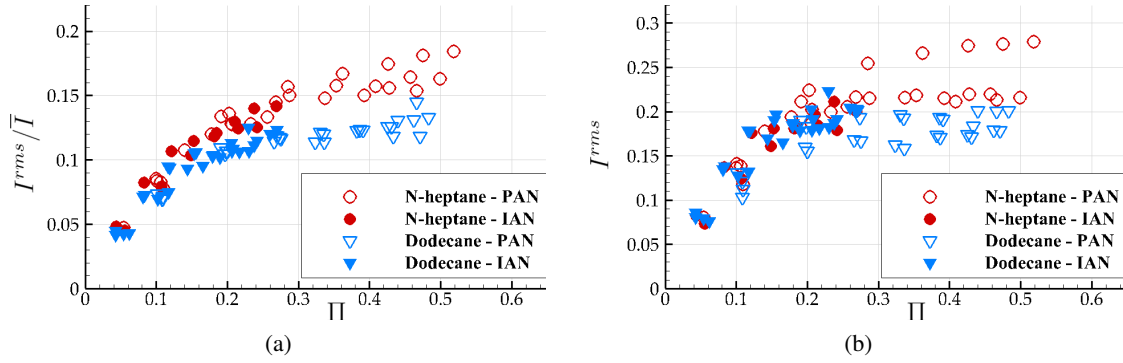 0.2
0.15
0.1
0.05
0
I^{rms}/\overline{I}
0 0.1 0.2 0.3 0.4 0.5 0.6
Π
N-heptane - PAN
N-heptane - IAN
Dodecane - PAN
Dodecane - IAN
(a)
0.3
0.25
0.2
0.15
0.1
0.05
0
I^{rms}
0 0.1 0.2 0.3 0.4 0.5 0.6
Π
N-heptane - PAN
N-heptane - IAN
Dodecane - PAN
Dodecane - IAN
(b)